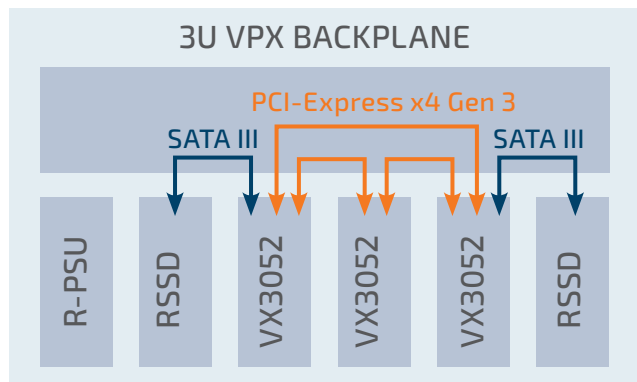 3U VPX BACKPLANE
PCI-Express x4 Gen 3
SATA III
SATA III
R-PSU
RSSD
VX3052
VX3052
VX3052
RSSD